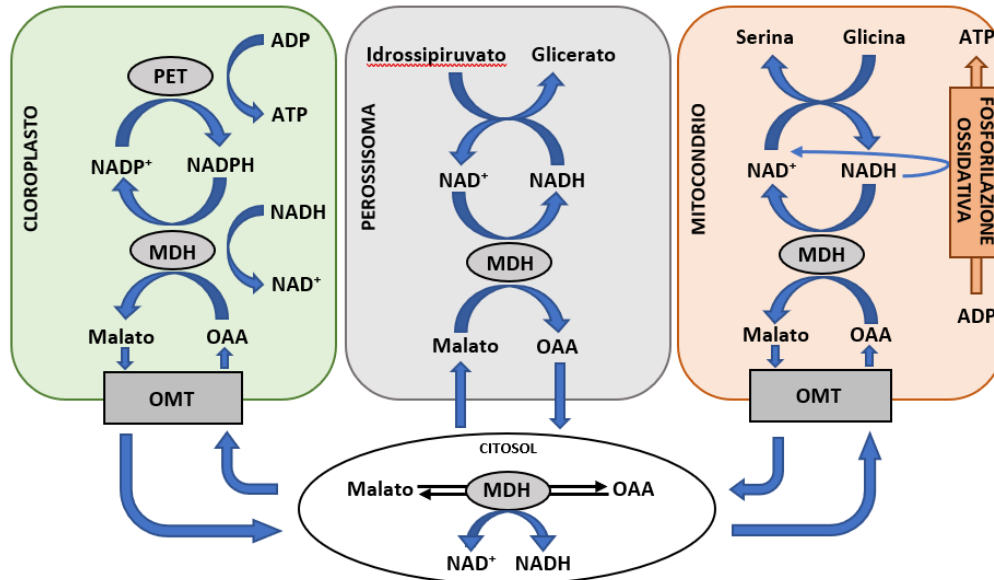 CLOROPLASTO
ADP
PET
ATP
NADP⁺
NADPH
NADH
MDH
NAD⁺
Malato
OAA
OMT
PEROSSISOMA
Idrossipiruvato
Glicerato
NAD⁺
NADH
MDH
Malato
OAA
MITOCONDRIO
Serina
Glicina
ATP
FOSFORILAZIONE
OSSIDATIVA
NAD⁺
NADH
MDH
ADP
Malato
OAA
OMT
CITOSOL
Malato
MDH
OAA
NAD⁺
NADH